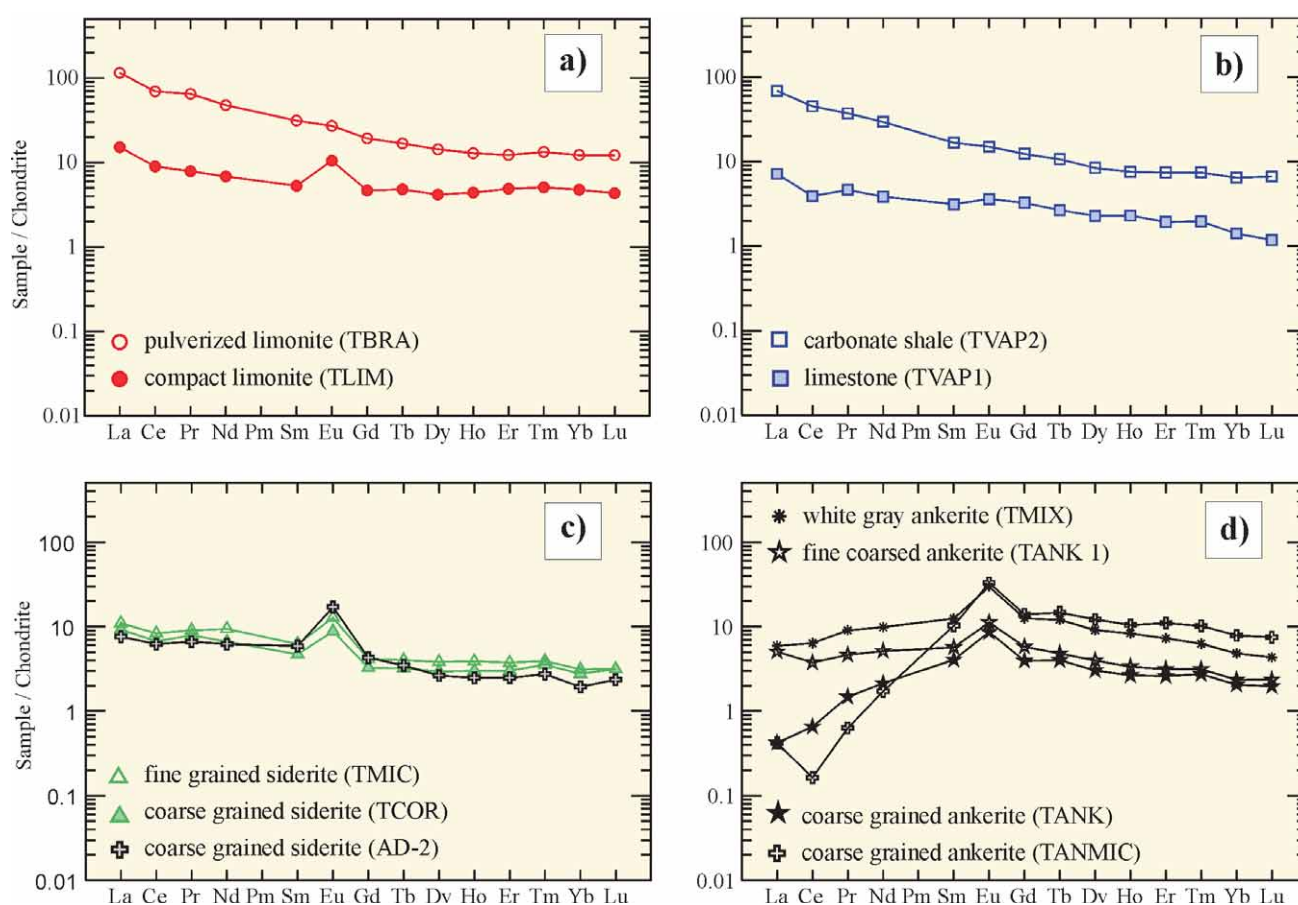 a)
100
10
1
0.1
0.01
Sample / Chondrite
pulverized limonite (TBRA)
compact limonite (TLIM)
La Ce Pr Nd Pm Sm Eu Gd Tb Dy Ho Er Tm Yb Lu
b)
100
10
1
0.1
0.01
carbonate shale (TVAP2)
limestone (TVAP1)
La Ce Pr Nd Pm Sm Eu Gd Tb Dy Ho Er Tm Yb Lu
c)
100
10
1
0.1
0.01
Sample / Chondrite
fine grained siderite (TMIC)
coarse grained siderite (TCOR)
coarse grained siderite (AD-2)
La Ce Pr Nd Pm Sm Eu Gd Tb Dy Ho Er Tm Yb Lu
d)
white gray ankerite (TMIX)
fine coarsed ankerite (TANK 1)
100
10
1
0.1
0.01
coarse grained ankerite (TANK)
coarse grained ankerite (TANMIC)
La Ce Pr Nd Pm Sm Eu Gd Tb Dy Ho Er Tm Yb Lu